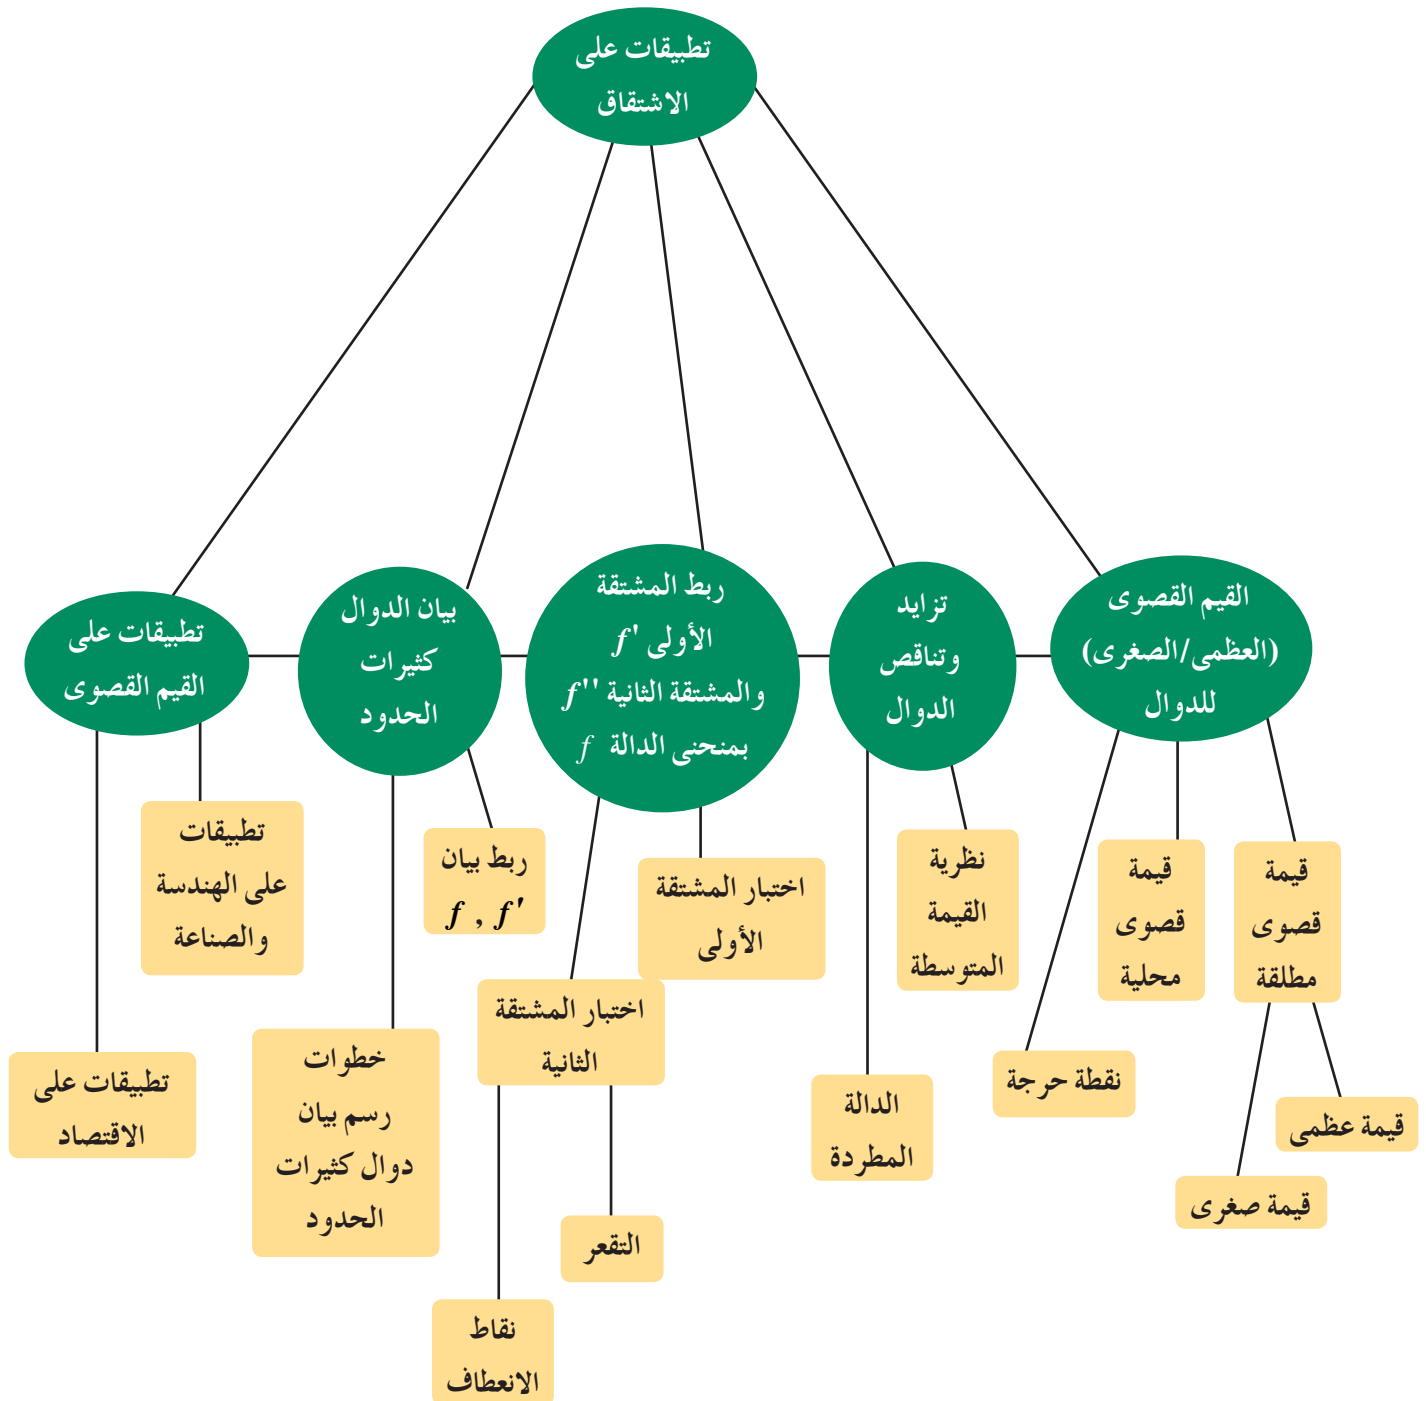 تطبيقات على
الاشتقاق
القيم القصوى
(العظمى/الصغرى)
للدوال
تزايد
وتناقص
الدوال
ربط المشتقة
الأولى f'
والمشتقة الثانية f''
بمنحنى الدالة f
بيان الدوال
كثيرات
الحدود
تطبيقات على
القيم القصوى
قيمة
قصوى
مطلقة
قيمة
قصوى
محلية
نقطة حرجة
قيمة عظمى
قيمة صغرى
نظرية
القيمة
المتوسطة
الدالة
المطردة
اختبار المشتقة
الأولى
اختبار المشتقة
الثانية
التقعر
نقاط
الانعطاف
ربط بيان
f , f'
خطوات
رسم بيان
دوال كثيرات
الحدود
تطبيقات
على الهندسة
والصناعة
تطبيقات على
الاقتصاد